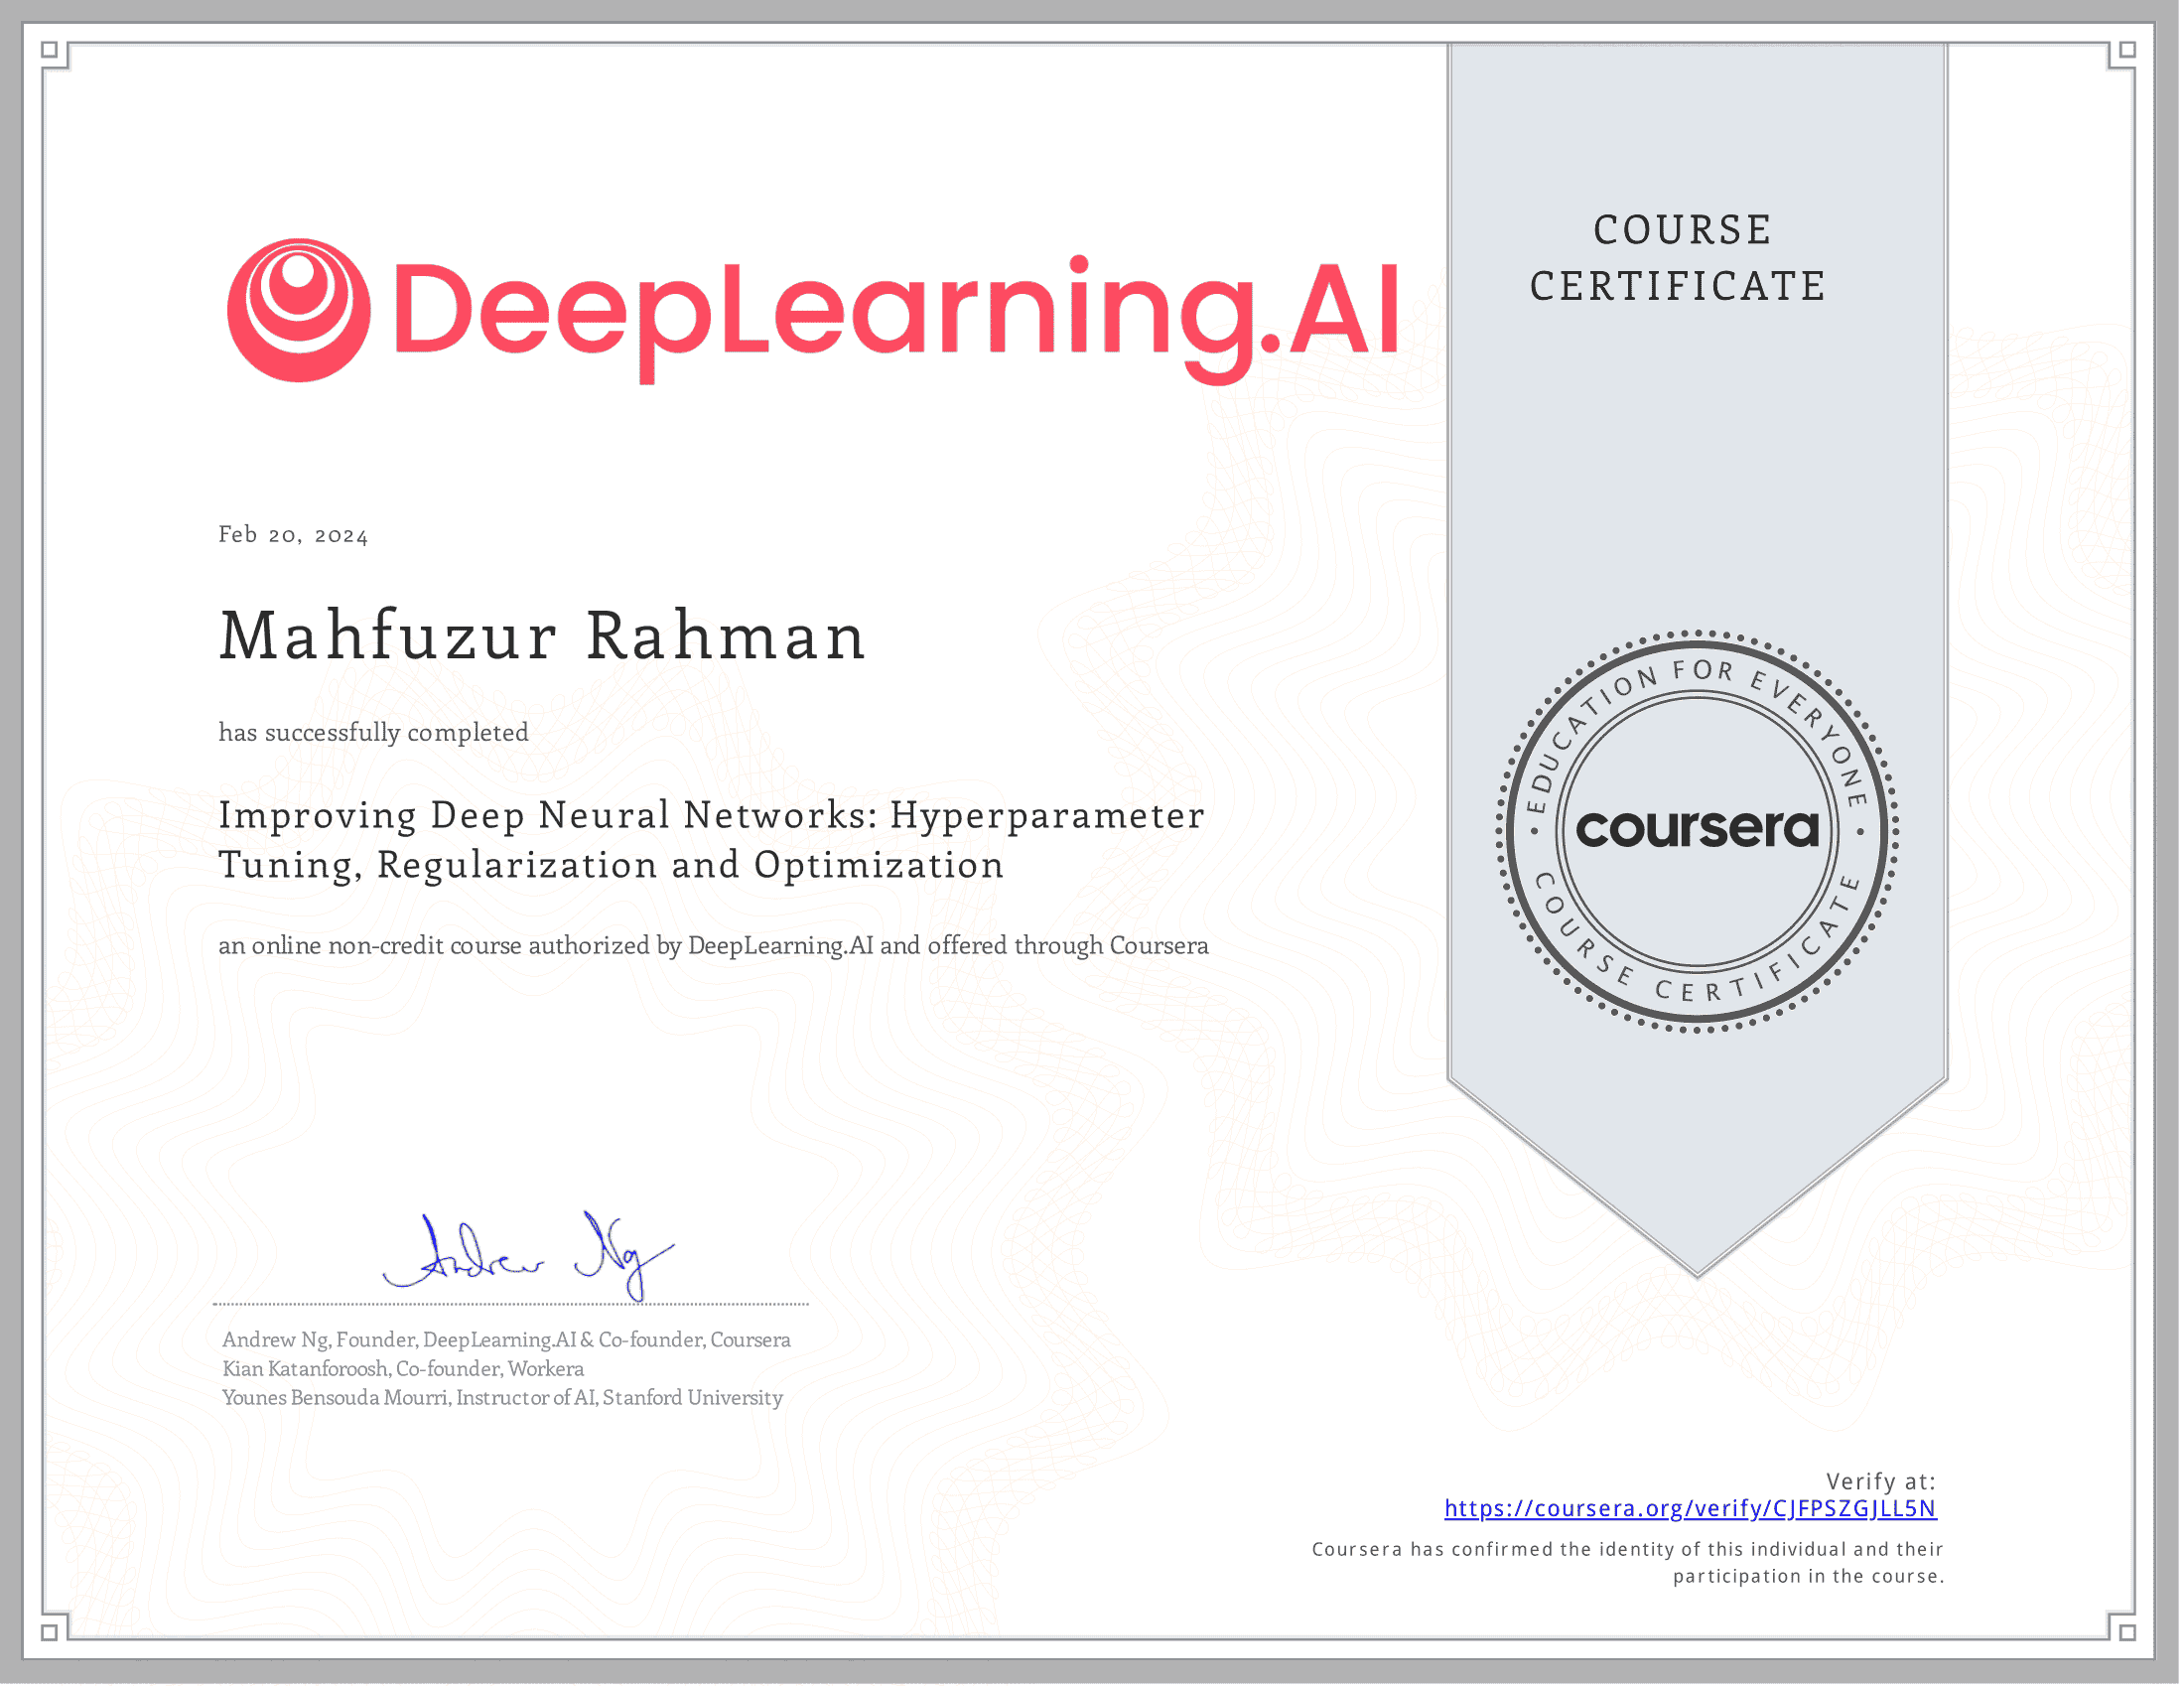 DeepLearning.AI
COURSE
CERTIFICATE
Feb 20, 2024
Mahfuzur Rahman
has successfully completed
Improving Deep Neural Networks: Hyperparameter
Tuning, Regularization and Optimization
an online non-credit course authorized by DeepLearning.AI and offered through Coursera
EDUCATION FOR EVERYONE
coursera
COURSE CERTIFICATE
Andrew Ng
Andrew Ng, Founder, DeepLearning.AI & Co-founder, Coursera
Kian Katanforoosh, Co-founder, Workera
Younes Bensouda Mourri, Instructor of AI, Stanford University
Verify at:
https://coursera.org/verify/CJFPSZGJLL5N
Coursera has confirmed the identity of this individual and their
participation in the course.